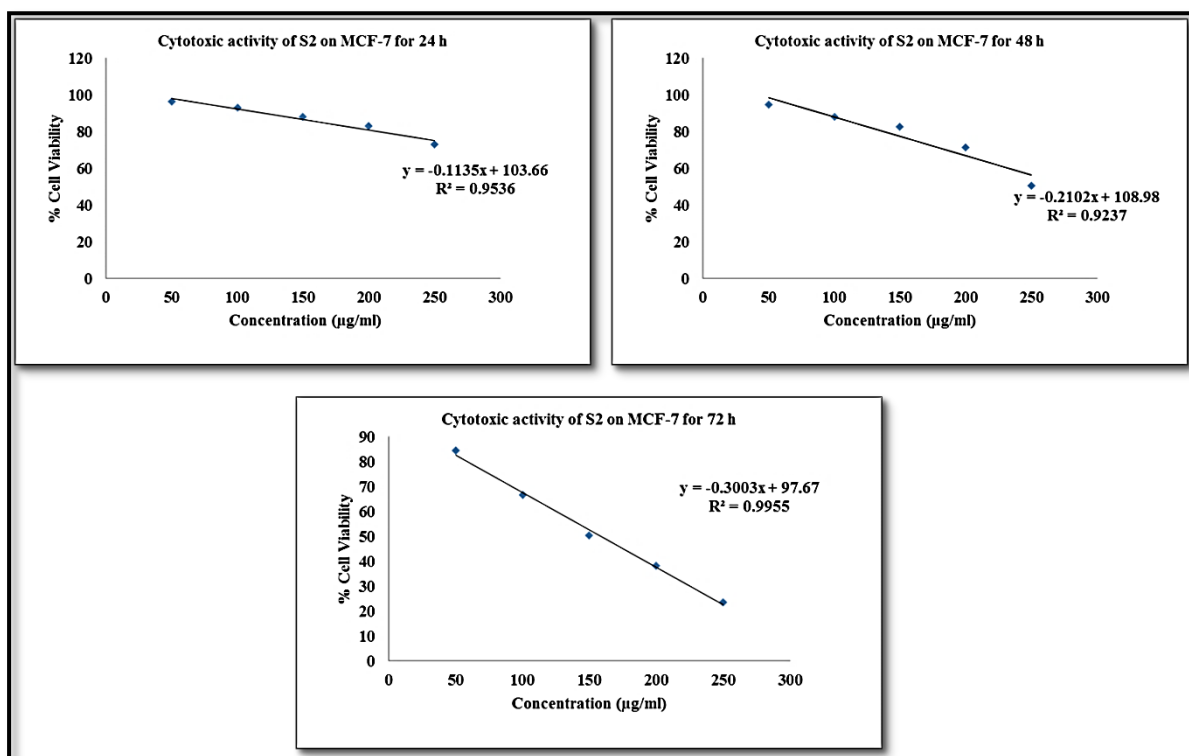 Cytotoxic activity of S2 on MCF-7 for 24 h
120
100
80
60
40
20
0
% Cell Viability
y = -0.1135x + 103.66
R² = 0.9536
0 50 100 150 200 250 300
Concentration (µg/ml)
Cytotoxic activity of S2 on MCF-7 for 48 h
120
100
80
60
40
20
0
% Cell Viability
y = -0.2102x + 108.98
R² = 0.9237
0 50 100 150 200 250 300
Concentration (µg/ml)
Cytotoxic activity of S2 on MCF-7 for 72 h
90
80
70
60
50
40
30
20
10
0
% Cell Viability
y = -0.3003x + 97.67
R² = 0.9955
0 50 100 150 200 250 300
Concentration (µg/ml)